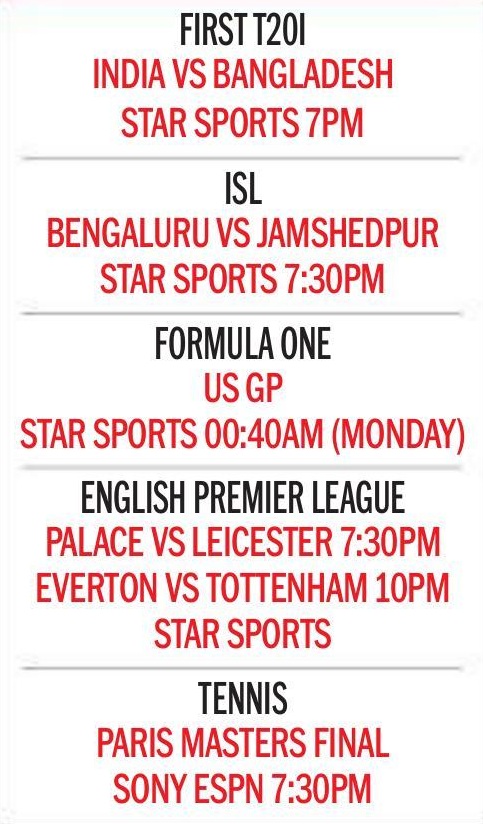 FIRST T20I
INDIA VS BANGLADESH
STAR SPORTS 7PM
ISL
BENGALURU VS JAMSHEDPUR
STAR SPORTS 7:30PM
FORMULA ONE
US GP
STAR SPORTS 00:40AM (MONDAY)
ENGLISH PREMIER LEAGUE
PALACE VS LEICESTER 7:30PM
EVERTON VS TOTTENHAM 10PM
STAR SPORTS
TENNIS
PARIS MASTERS FINAL
SONY ESPN 7:30PM